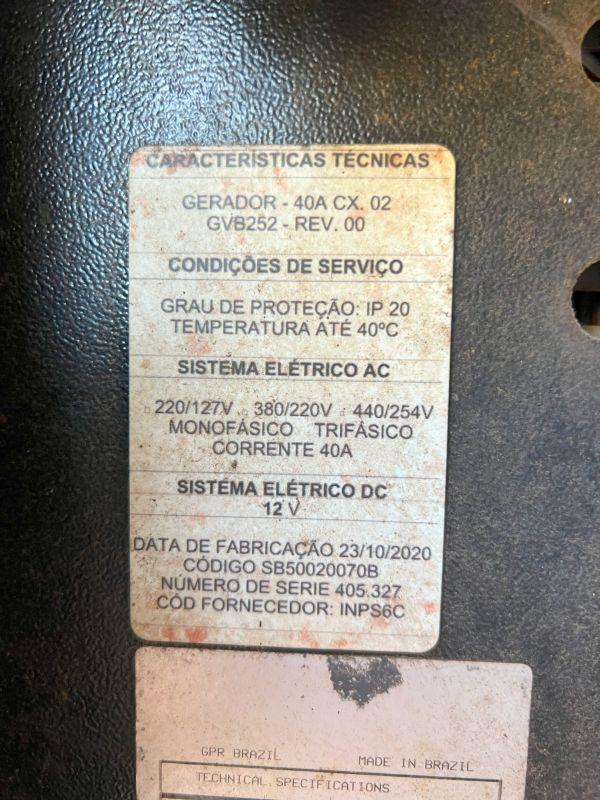 CARACTERÍSTICAS TÉCNICAS
GERADOR - 40A CX. 02
GVB252 - REV. 00
CONDIÇÕES DE SERVIÇO
GRAU DE PROTEÇÃO: IP 20
TEMPERATURA ATÉ 40ºC
SISTEMA ELÉTRICO AC
□ 220/127V □ 380/220V □ 440/254V
MONOFÁSICO TRIFÁSICO
CORRENTE 40A
SISTEMA ELÉTRICO DC
12 V
DATA DE FABRICAÇÃO 23/10/2020
CÓDIGO SB50020070B
NÚMERO DE SERIE 405.327
CÓD FORNECEDOR: INPS6C
GPR BRAZIL MADE IN BRAZIL
TECHNICAL SPECIFICATIONS